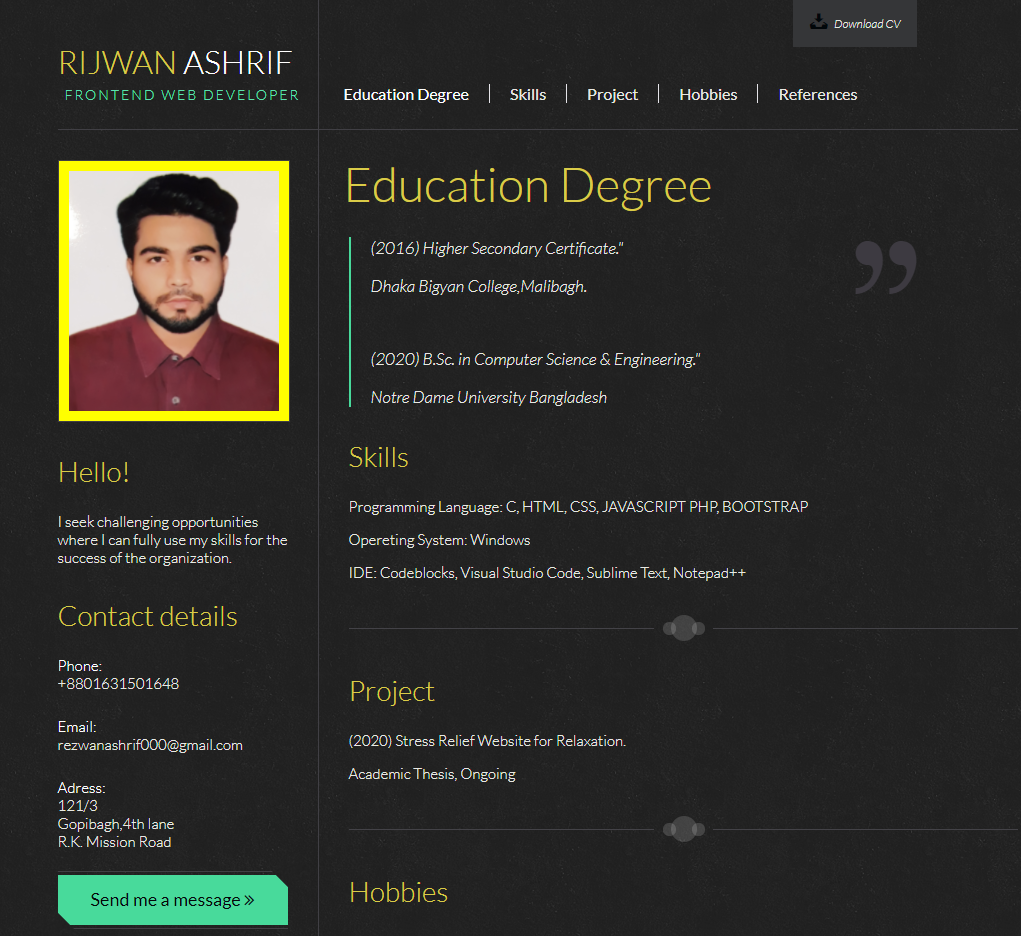 Download CV
RIJWAN ASHRIF
FRONTEND WEB DEVELOPER
Education Degree
Skills
Project
Hobbies
References
Hello!
I seek challenging opportunities
where I can fully use my skills for the
success of the organization.
Contact details
Phone:
+8801631501648
Email:
rezwanashrif000@gmail.com
Adress:
121/3
Gopibagh,4th lane
R.K. Mission Road
Send me a message »
Education Degree
(2016) Higher Secondary Certificate."
Dhaka Bigyan College,Malibagh.
”
(2020) B.Sc. in Computer Science & Engineering."
Notre Dame University Bangladesh
Skills
Programming Language: C, HTML, CSS, JAVASCRIPT PHP, BOOTSTRAP
Opereting System: Windows
IDE: Codeblocks, Visual Studio Code, Sublime Text, Notepad++
Project
(2020) Stress Relief Website for Relaxation.
Academic Thesis, Ongoing
Hobbies